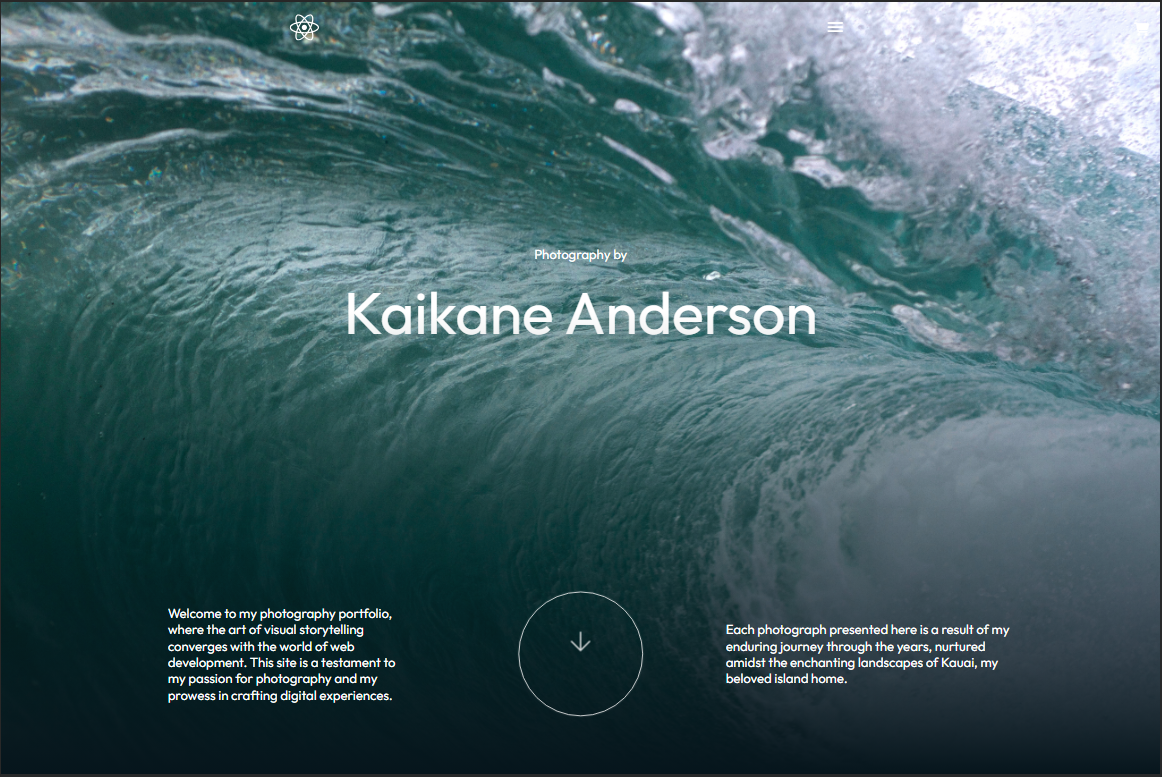 Photography by
Kaikane Anderson
Welcome to my photography portfolio,
where the art of visual storytelling
converges with the world of web
development. This site is a testament to
my passion for photography and my
prowess in crafting digital experiences.
Each photograph presented here is a result of my
enduring journey through the years, nurtured
amidst the enchanting landscapes of Kauai, my
beloved island home.